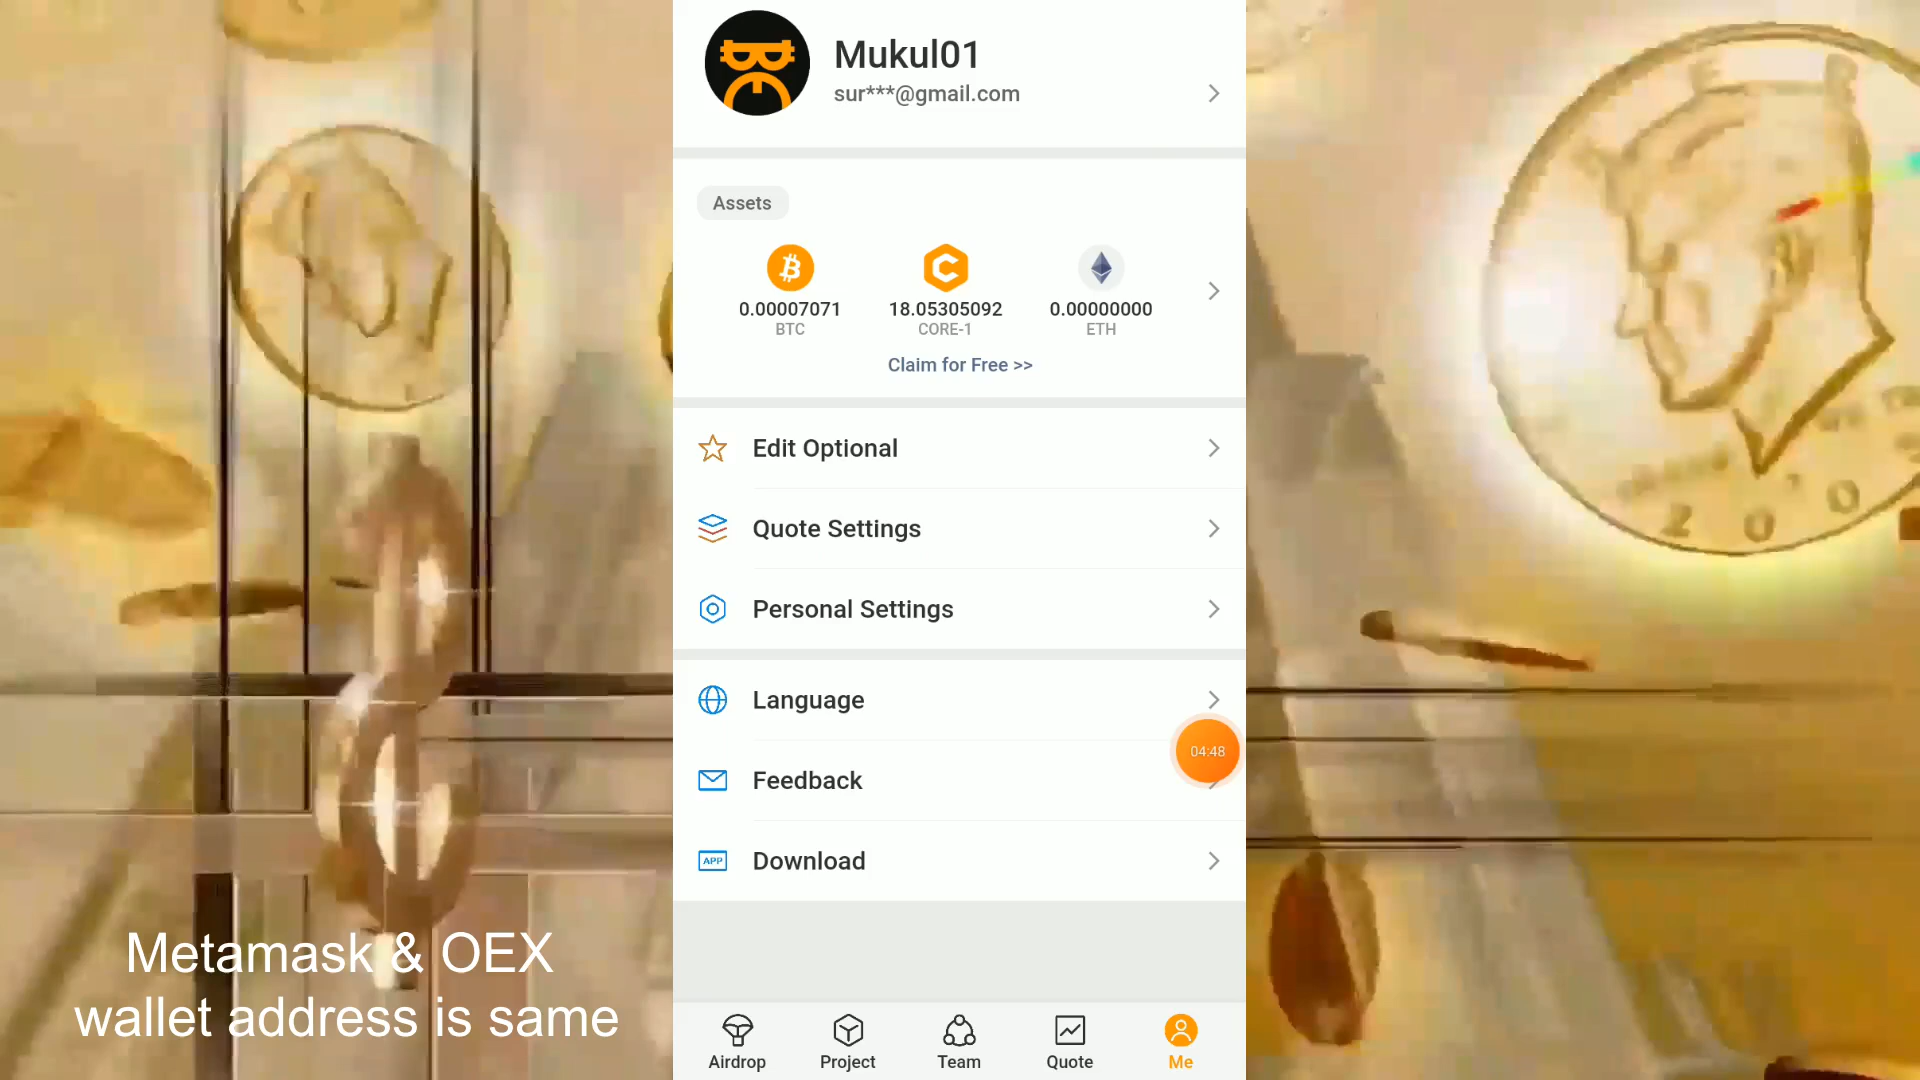 Mukul01
sur***@gmail.com
Assets
0.00007071
BTC
18.05305092
CORE-1
0.00000000
ETH
Claim for Free >>
Edit Optional
Quote Settings
Personal Settings
Language
04:48
Feedback
APP
Download
Metamask & OEX
wallet address is same
Airdrop
Project
Team
Quote
Me